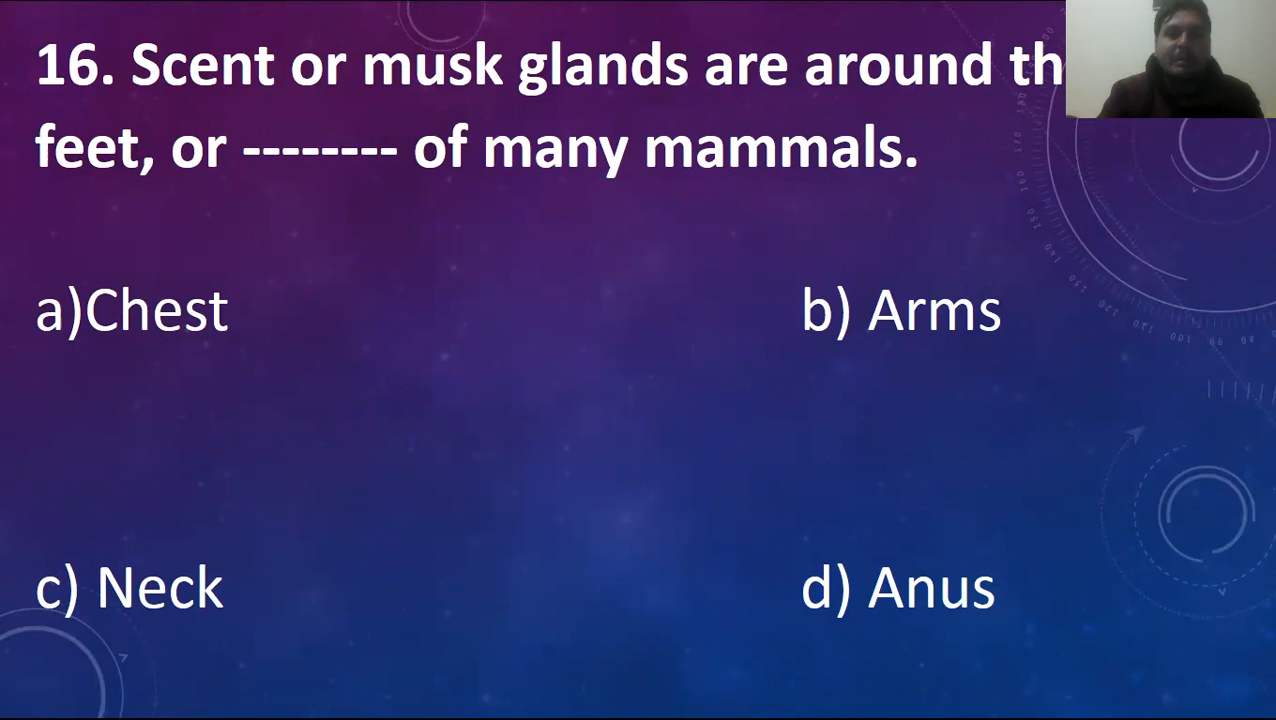 16. Scent or musk glands are around th
feet, or -------- of many mammals.
a)Chest
b) Arms
c) Neck
d) Anus